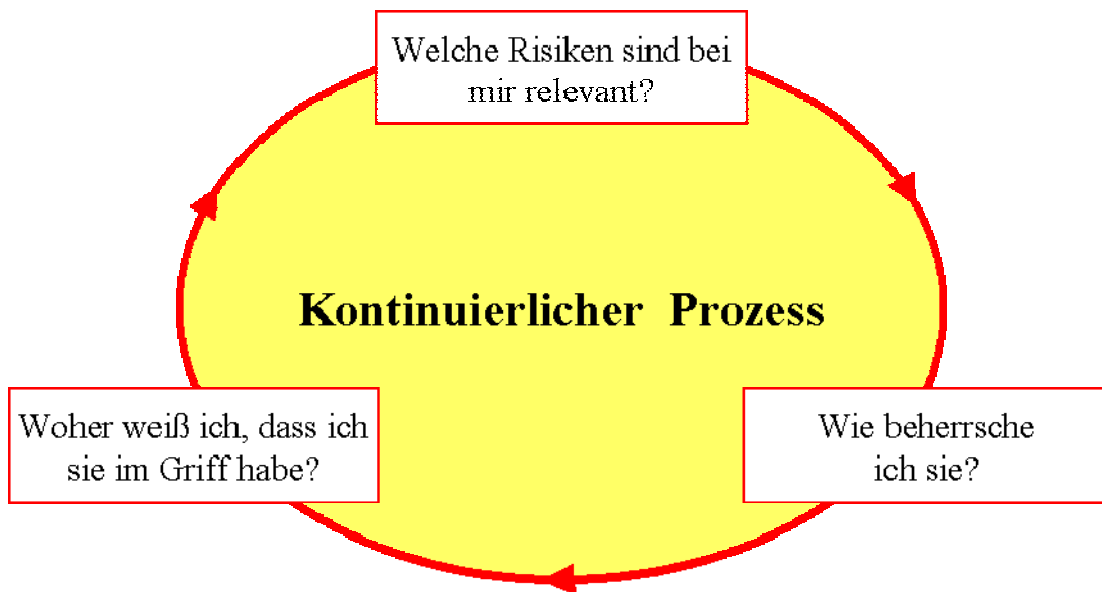 Welche Risiken sind bei
mir relevant?
Kontinuierlicher Prozess
Woher weiß ich, dass ich
sie im Griff habe?
Wie beherrsche
ich sie?